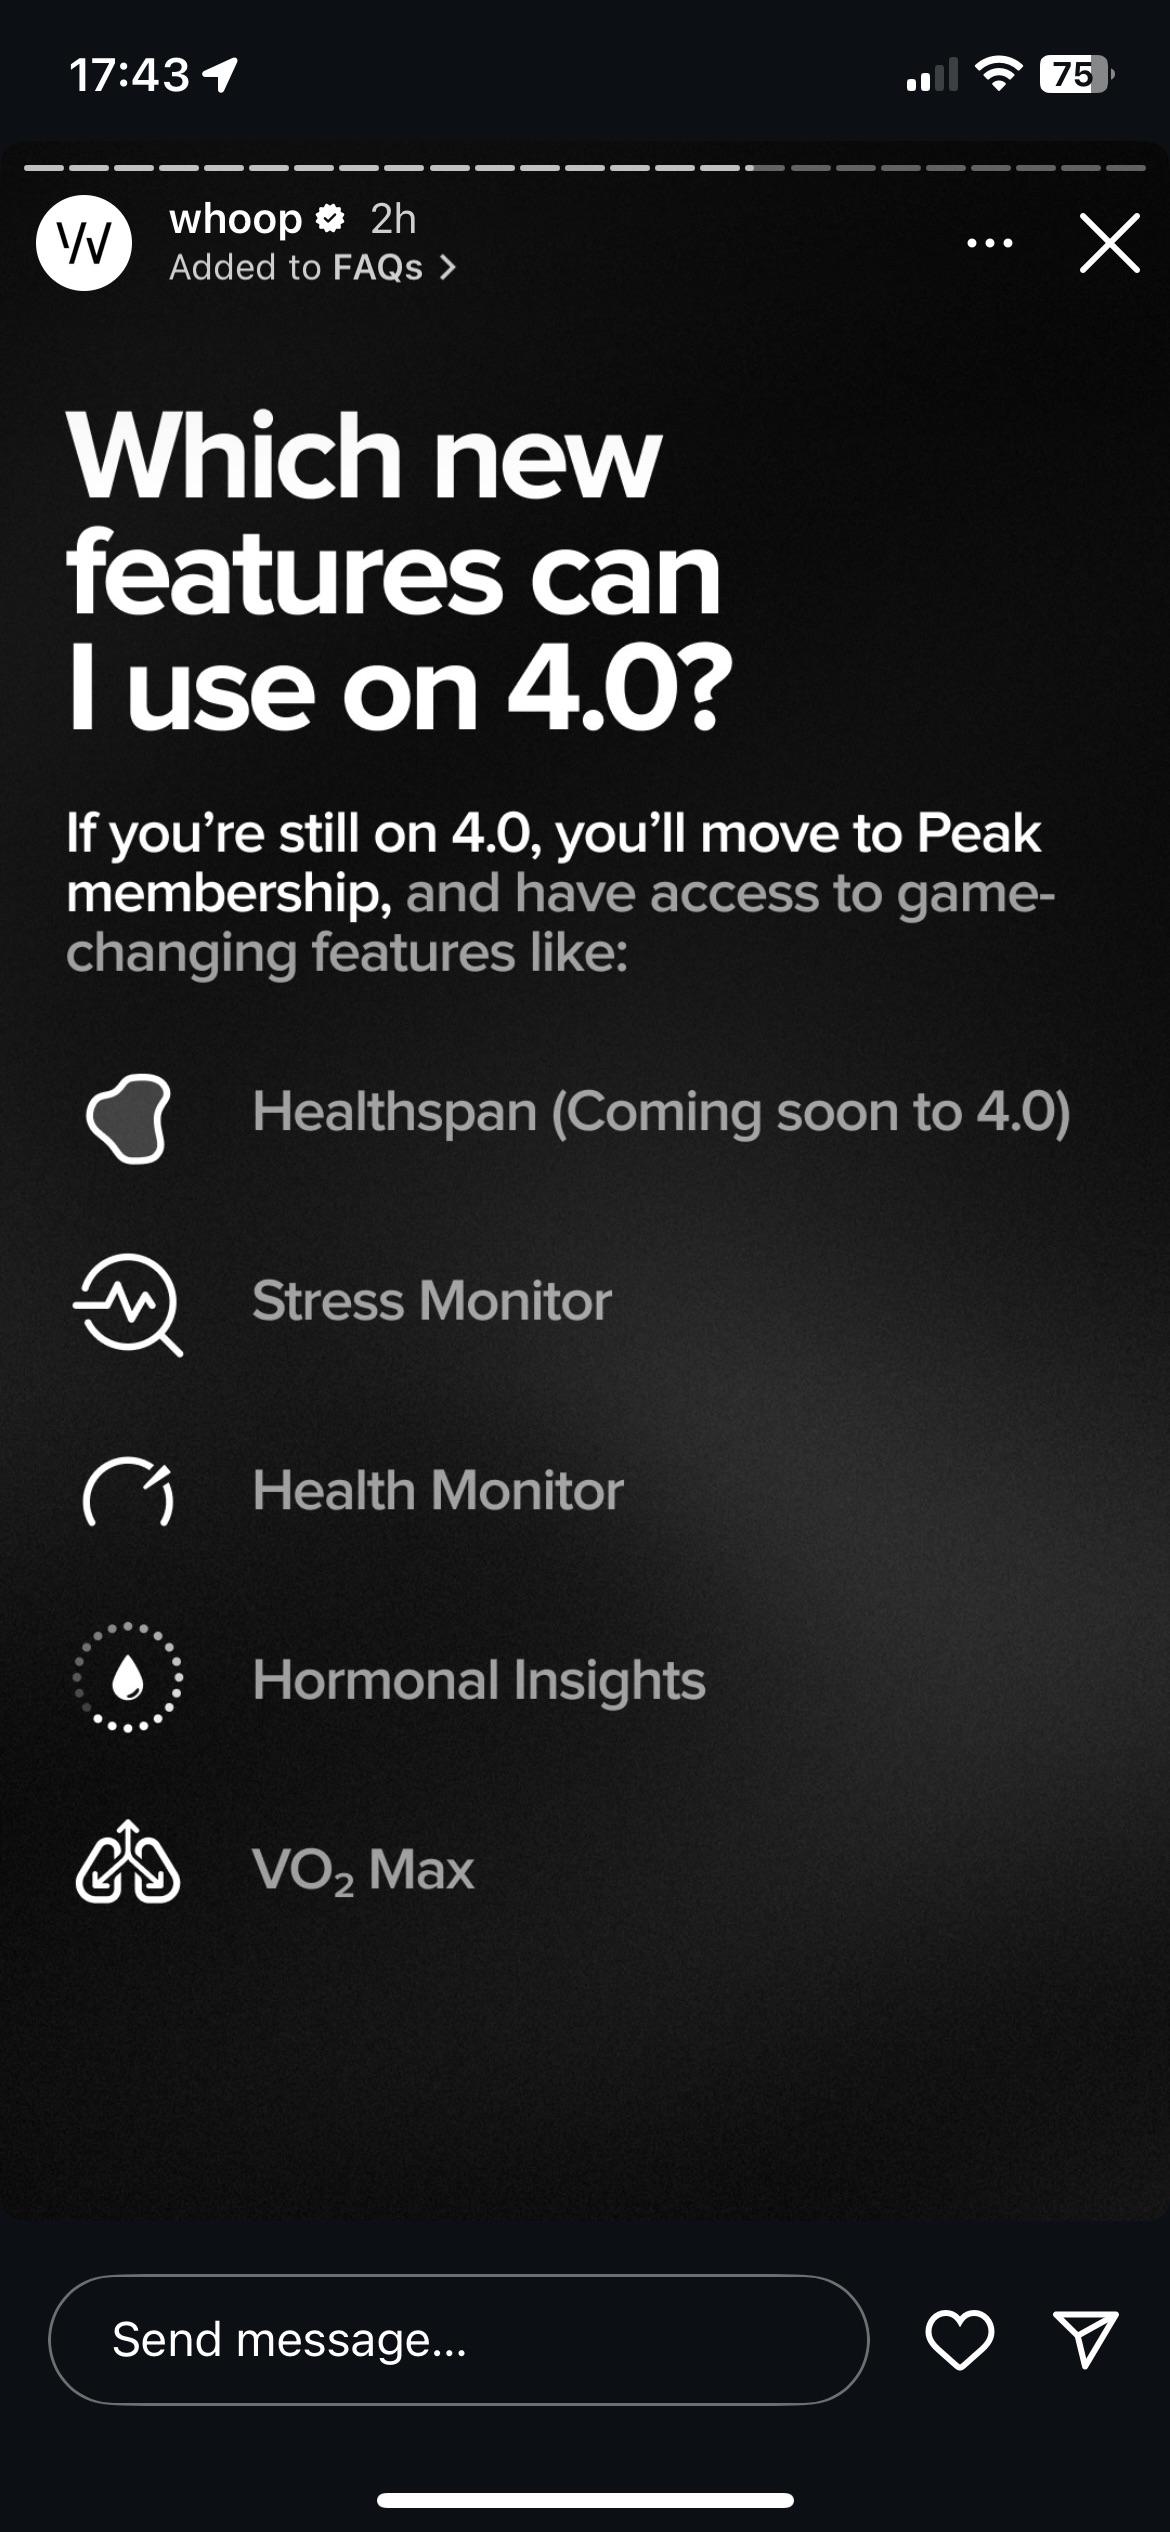 17:43
75
whoop 2h
Added to FAQs
Which new
features can
I use on 4.0?
If you’re still on 4.0, you’ll move to Peak
membership, and have access to game-
changing features like:
Healthspan (Coming soon to 4.0)
Stress Monitor
Health Monitor
Hormonal Insights
VO₂ Max
Send message...